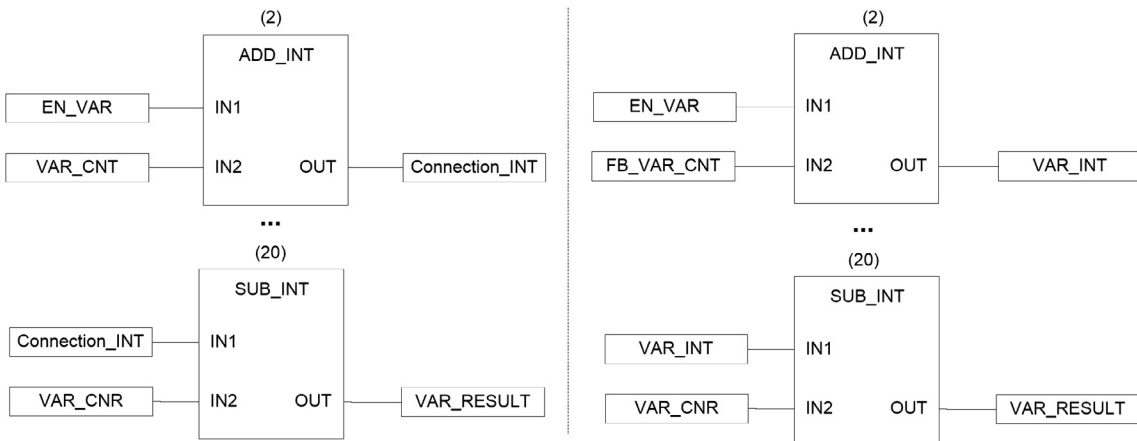 (2)
ADD_INT
EN_VAR
IN1
VAR_CNT
IN2
OUT
Connection_INT
...
(20)
SUB_INT
Connection_INT
IN1
VAR_CNR
IN2
OUT
VAR_RESULT
(2)
ADD_INT
EN_VAR
IN1
FB_VAR_CNT
IN2
OUT
VAR_INT
...
(20)
SUB_INT
VAR_INT
IN1
VAR_CNR
IN2
OUT
VAR_RESULT